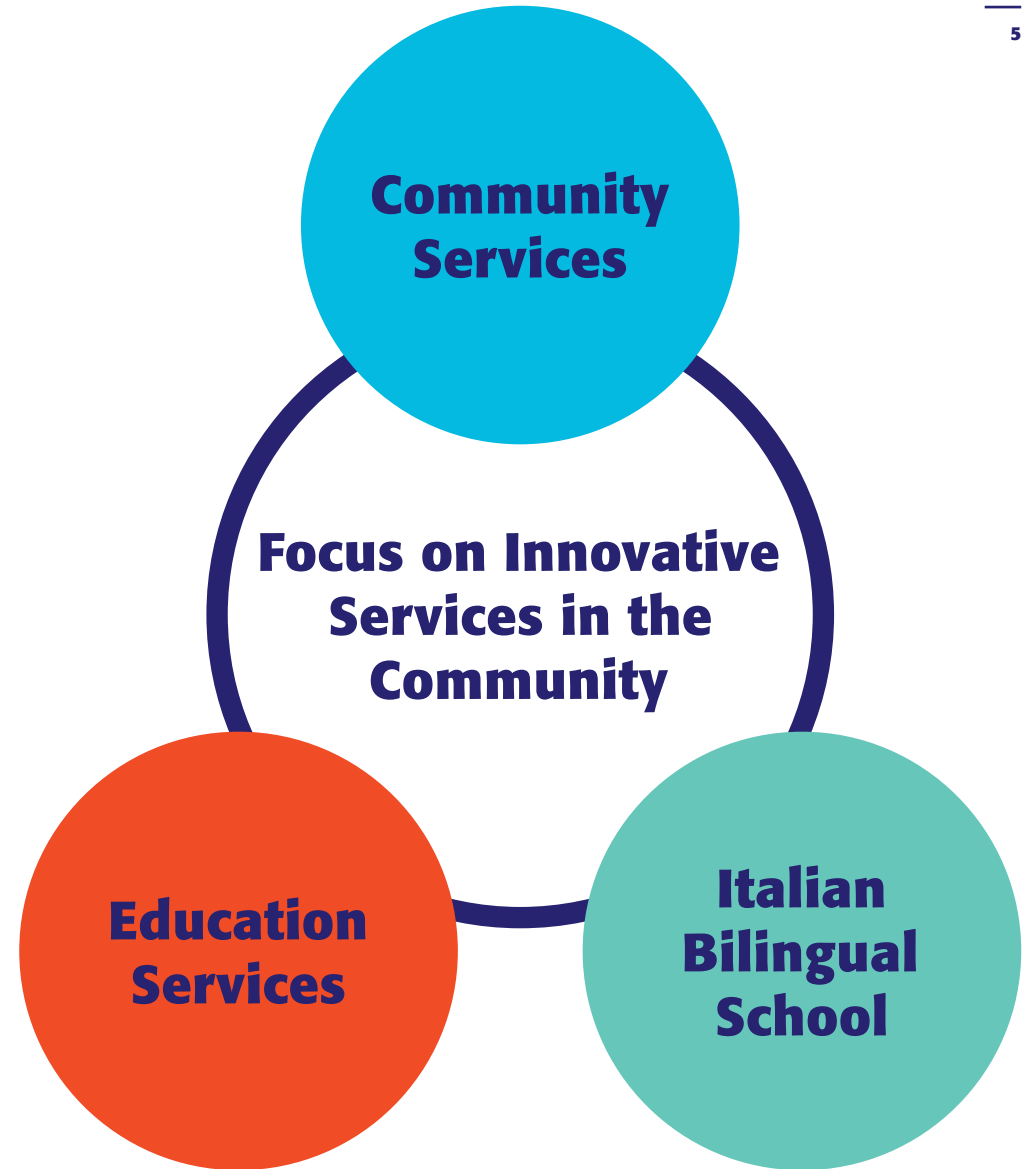 5
Community
Services
Focus on Innovative
Services in the
Community
Education
Services
Italian
Bilingual
School